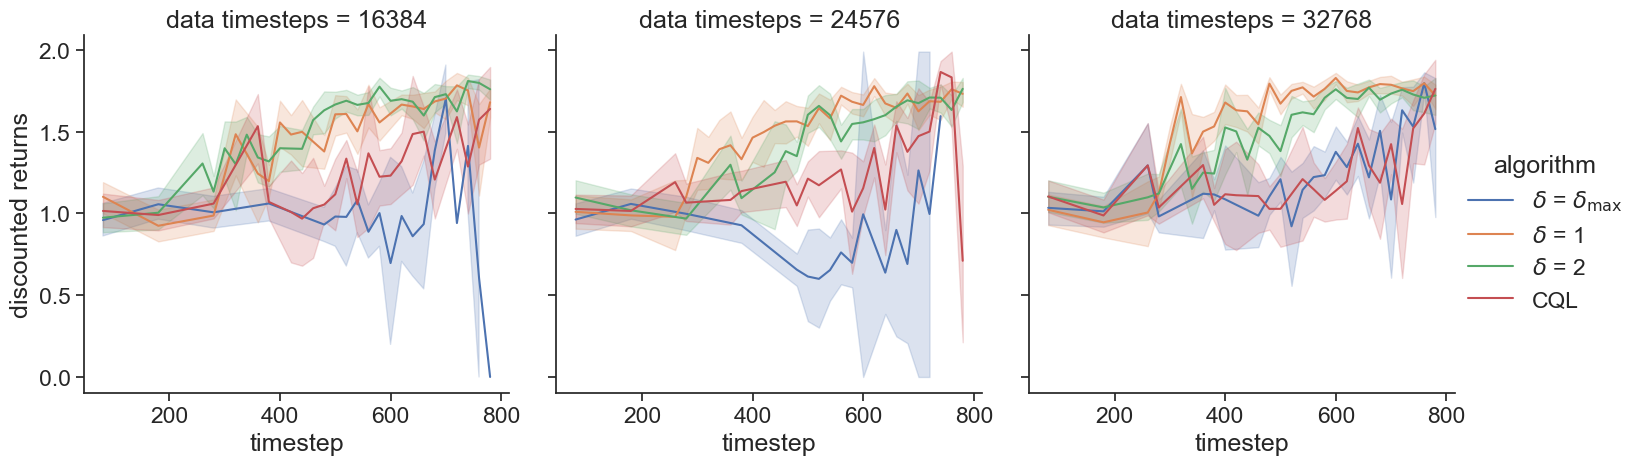 data timesteps = 16384
data timesteps = 24576
data timesteps = 32768
discounted returns
2.0
1.5
1.0
0.5
0.0
200 400 600 800
200 400 600 800
200 400 600 800
timestep
timestep
timestep
algorithm
δ = δmax
δ = 1
δ = 2
CQL